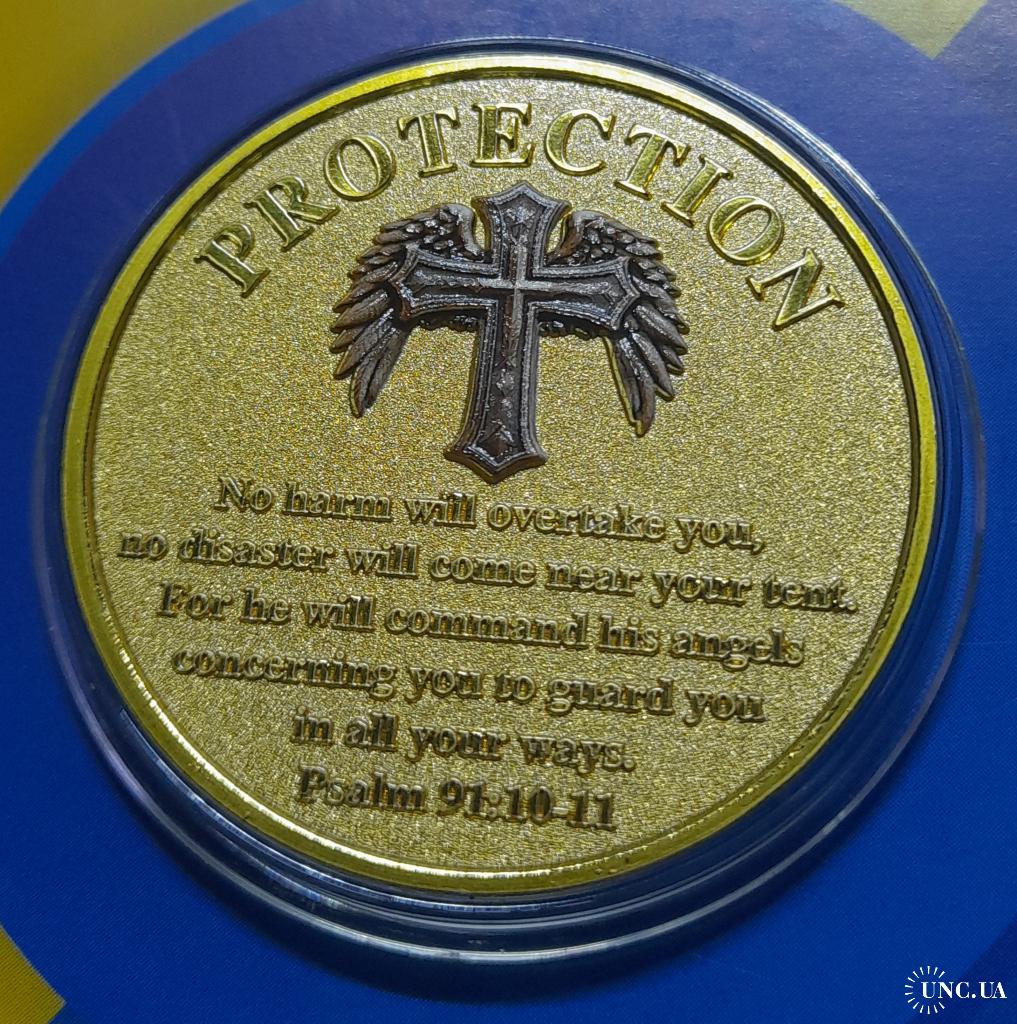 PROTECTION
No harm will overtake you,
no disaster will come near your tent.
For he will command his angels
concerning you to guard you
in all your ways.
Psalm 91:10-11
UNC.UA